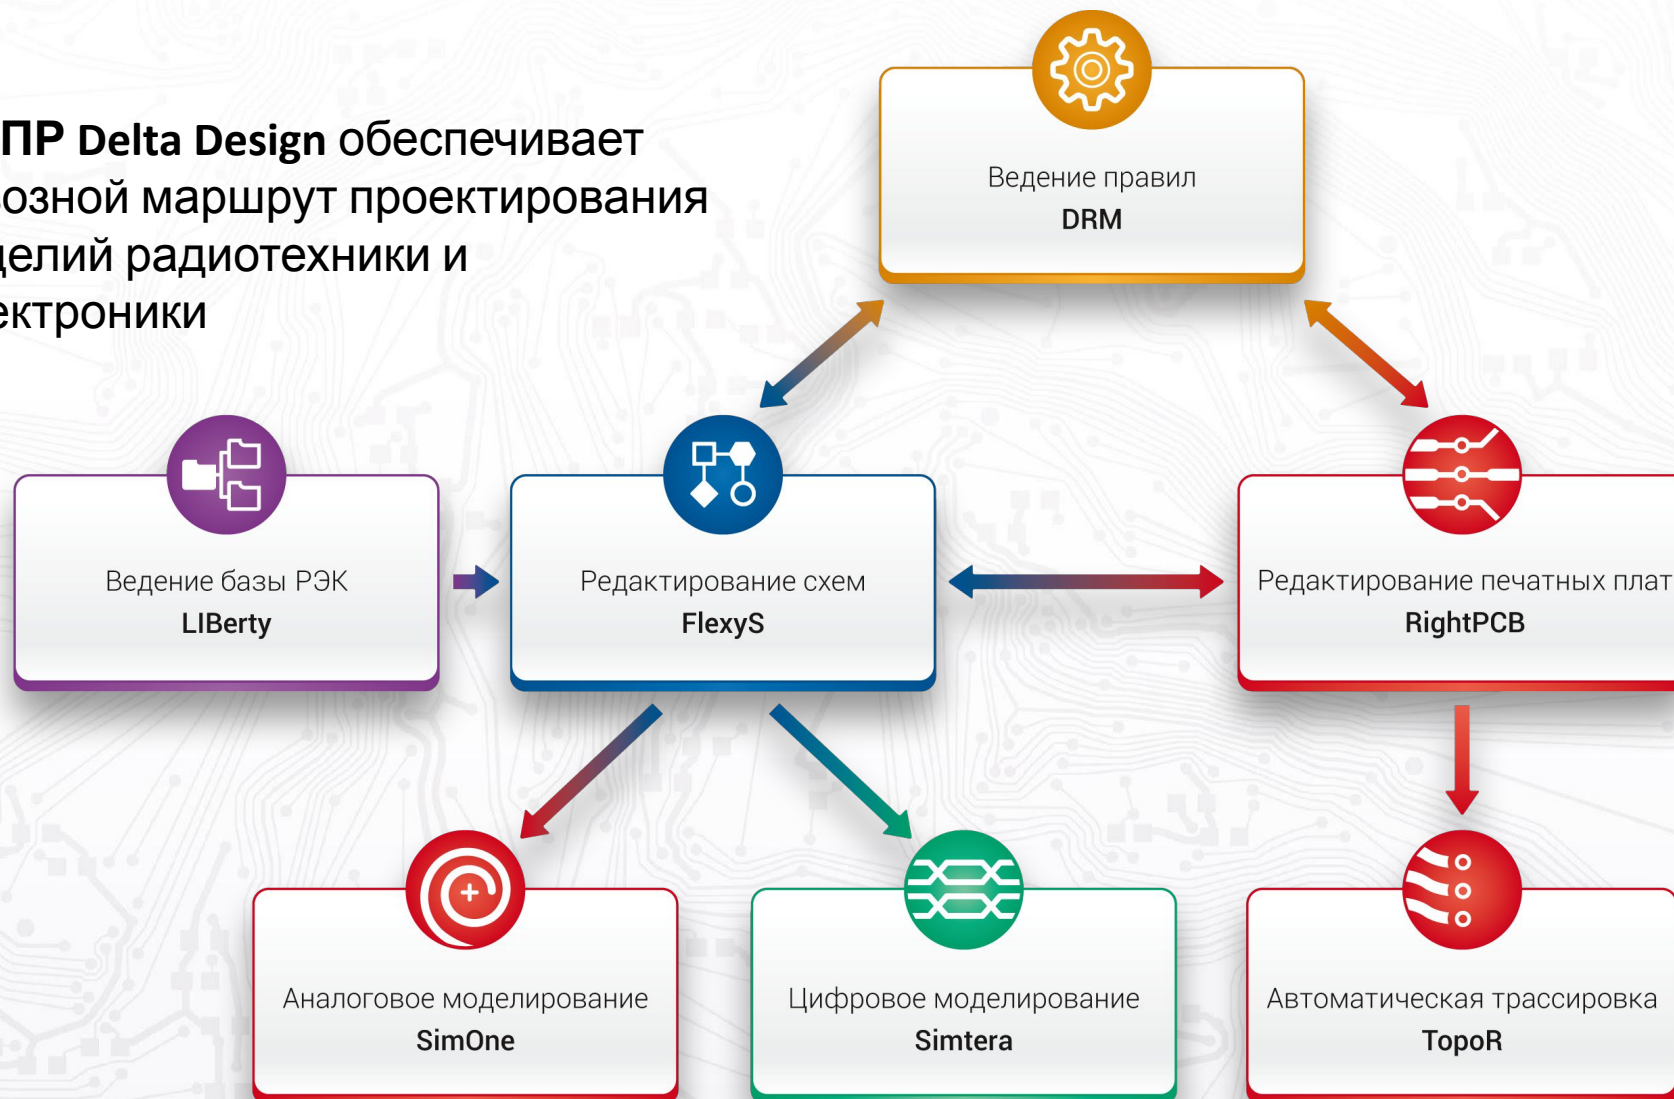 ПР Delta Design обеспечивает
возной маршрут проектирования
делий радиотехники и
ектроники
Ведение правил
DRM
Ведение базы РЭК
LIBerty
Редактирование схем
FlexyS
Редактирование печатных плат
RightPCB
Аналоговое моделирование
SimOne
Цифровое моделирование
Simtera
Автоматическая трассировка
TopoR